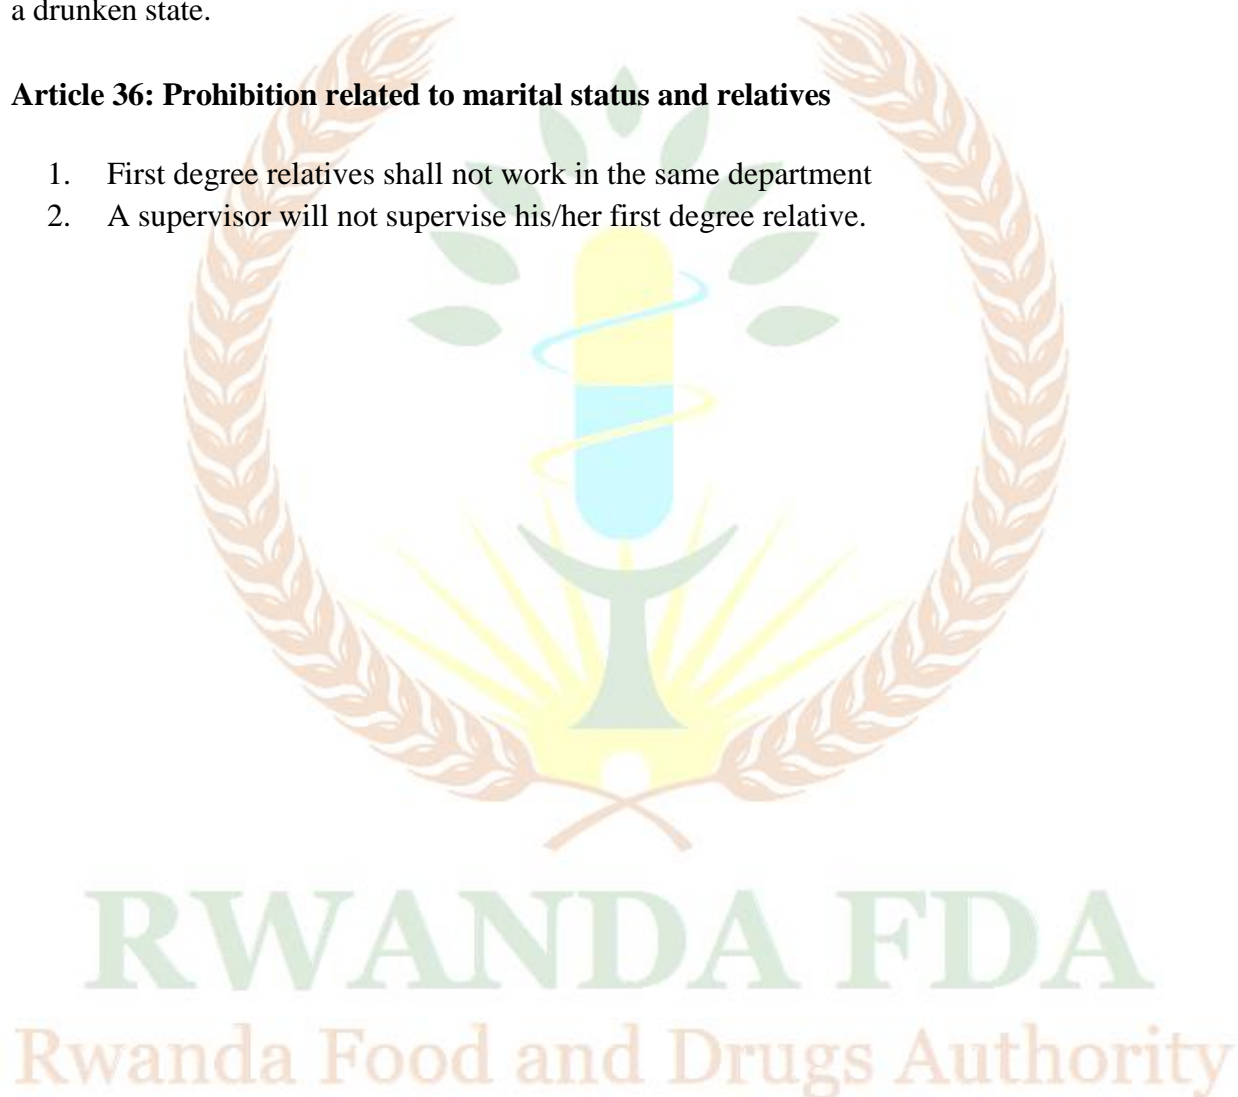 a drunken state.
Article 36: Prohibition related to marital status and relatives
1. First degree relatives shall not work in the same department
2. A supervisor will not supervise his/her first degree relative.
RWANDA FDA
Rwanda Food and Drugs Authority